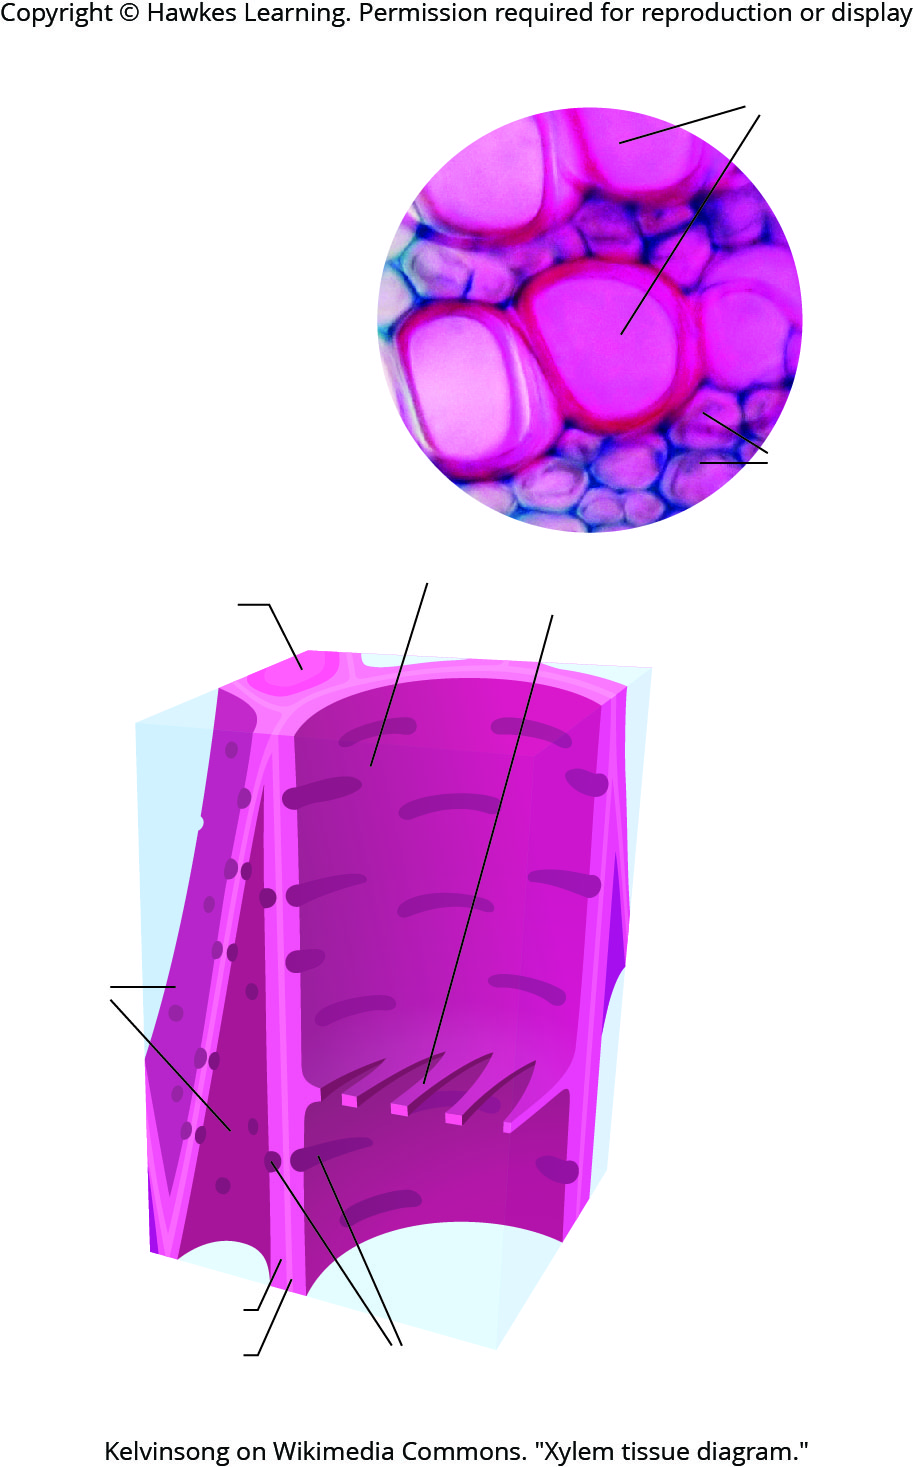 Copyright © Hawkes Learning. Permission required for reproduction or display
Kelvinsong on Wikimedia Commons. "Xylem tissue diagram."